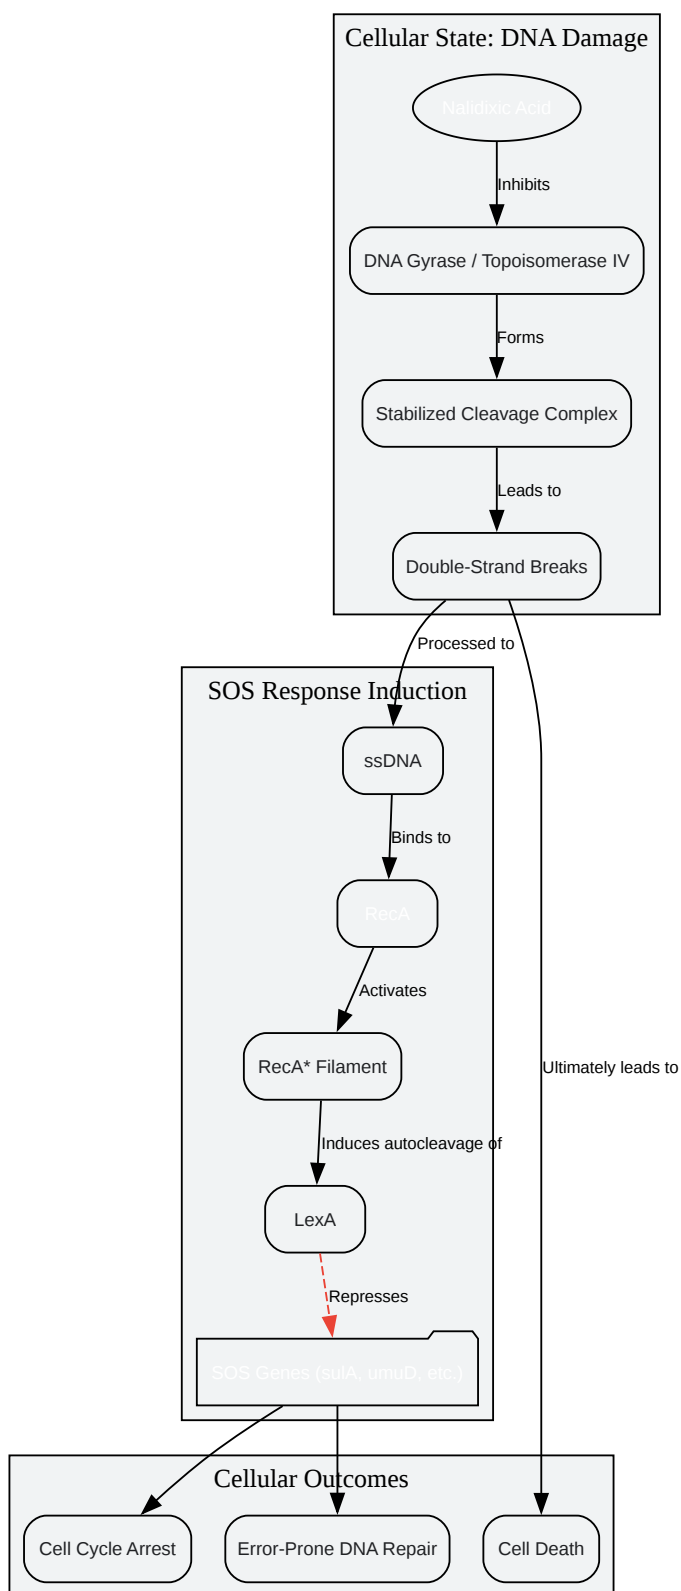 Cellular State: DNA Damage
Nalidixic Acid
Inhibits
DNA Gyrase / Topoisomerase IV
Forms
Stabilized Cleavage Complex
Leads to
Double-Strand Breaks
Processed to
SOS Response Induction
ssDNA
Binds to
RecA
Activates
RecA* Filament
Ultimately leads to
Induces autocleavage of
LexA
Represses
SOS Genes (sulA, umuD, etc.)
Cellular Outcomes
Cell Cycle Arrest
Error-Prone DNA Repair
Cell Death